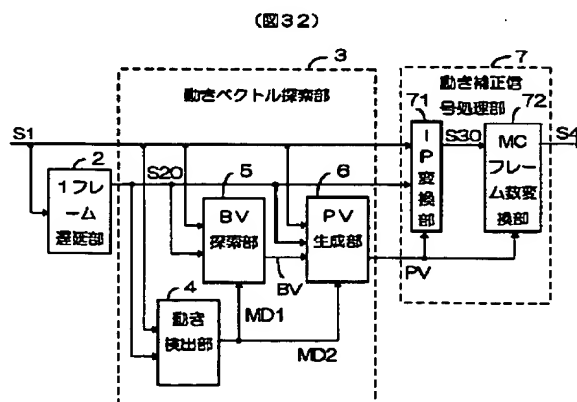 (図32)
3
7
動きベクトル探索部
動き補正信
号処理部
71
72
S1
S20
S30
S4
2
5
6
1フレ
ーム
遅延部
BV
探索部
PV
生成部
I
P
変
換
部
MC
フレー
ム数変
換部
BV
PV
4
動き
検出部
MD1
MD2